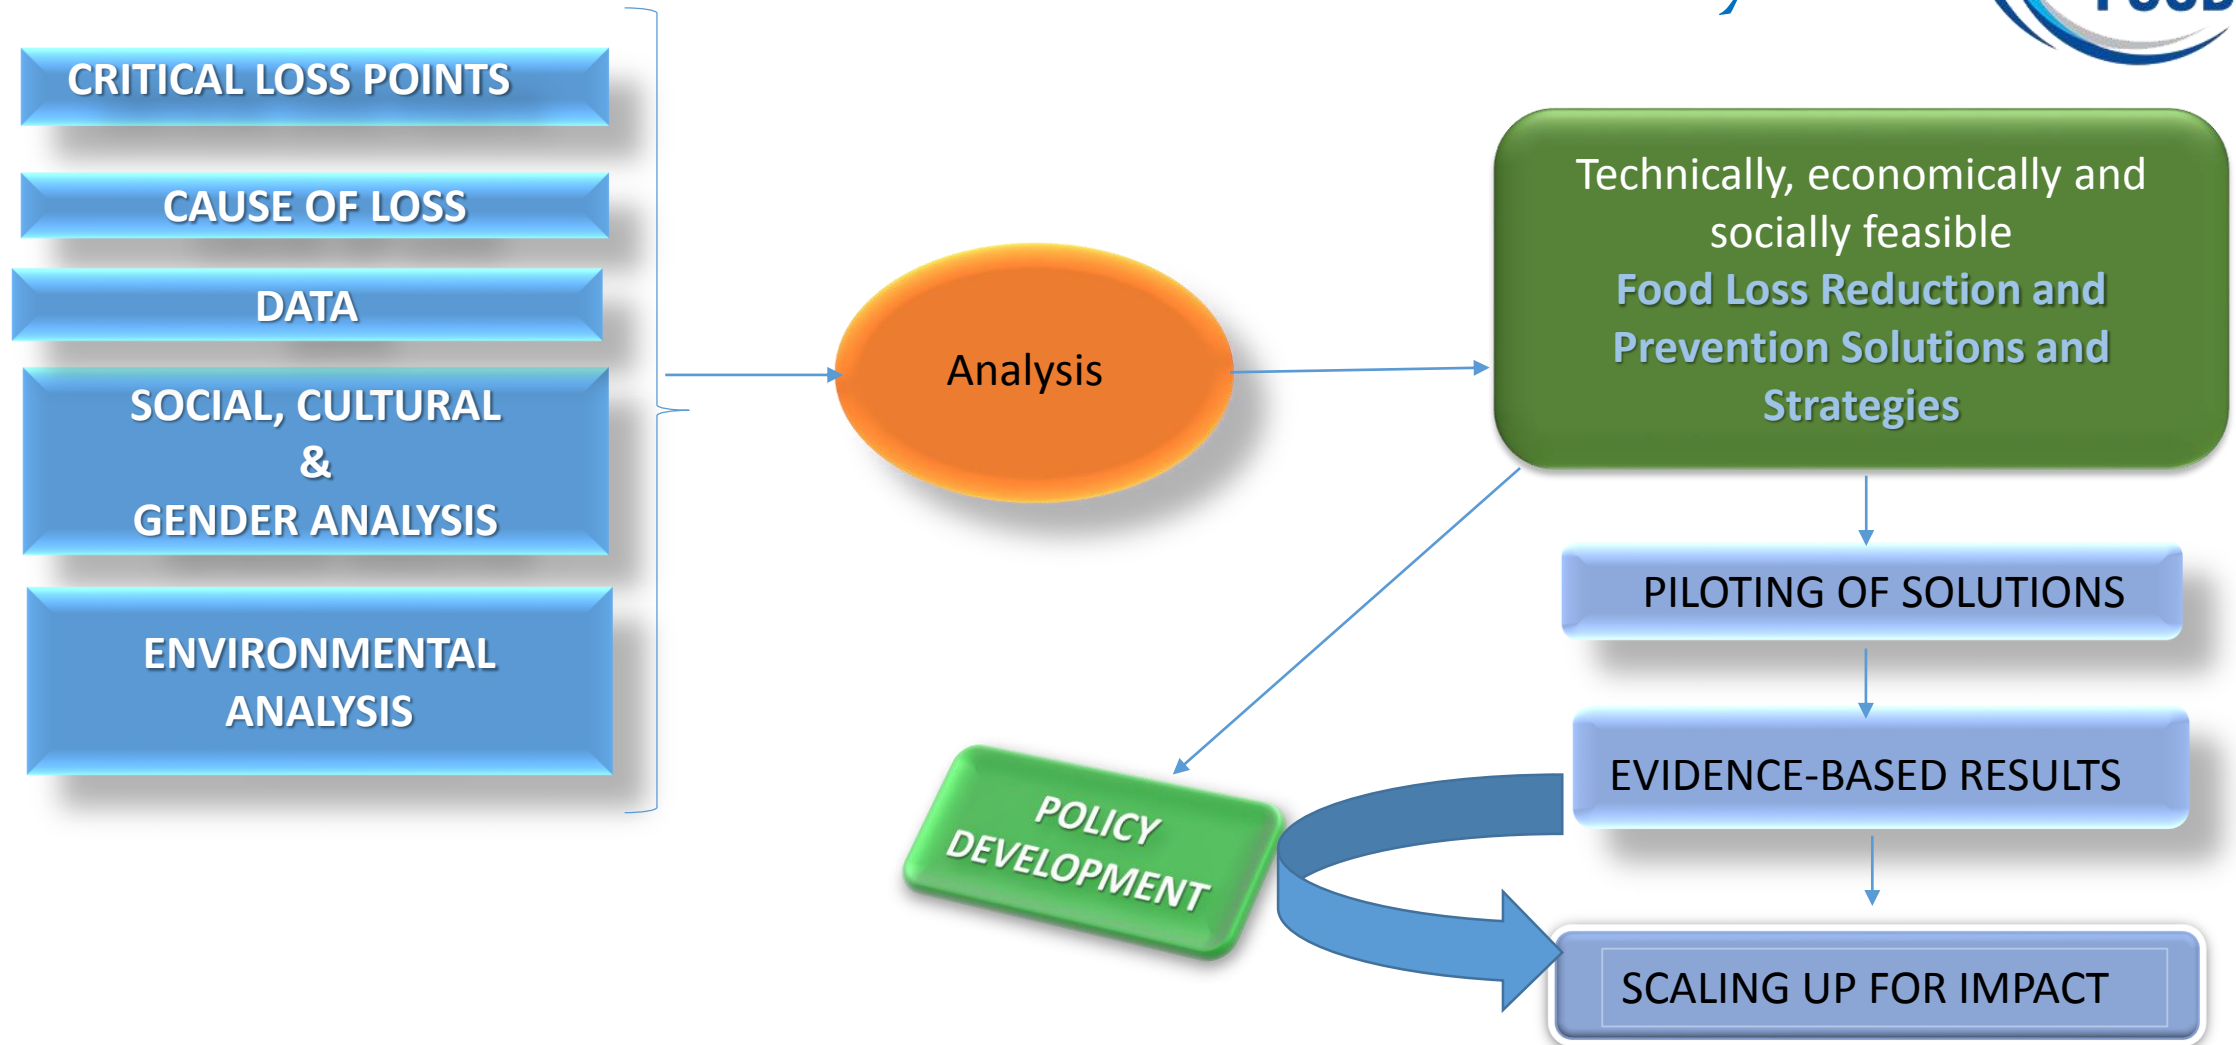 CRITICAL LOSS POINTS
CAUSE OF LOSS
DATA
SOCIAL, CULTURAL
&
GENDER ANALYSIS
ENVIRONMENTAL
ANALYSIS
Analysis
Technically, economically and
socially feasible
Food Loss Reduction and
Prevention Solutions and
Strategies
PILOTING OF SOLUTIONS
EVIDENCE-BASED RESULTS
POLICY
DEVELOPMENT
SCALING UP FOR IMPACT